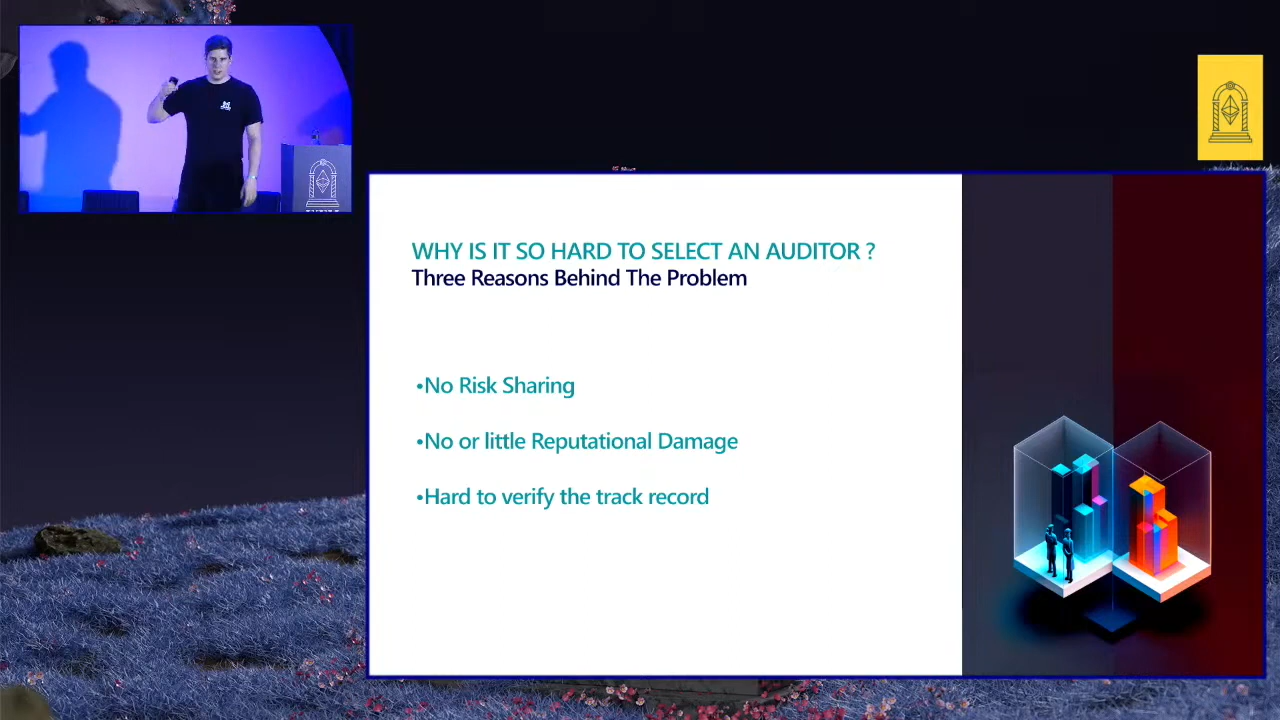 WHY IS IT SO HARD TO SELECT AN AUDITOR ?
Three Reasons Behind The Problem
•No Risk Sharing
•No or little Reputational Damage
•Hard to verify the track record